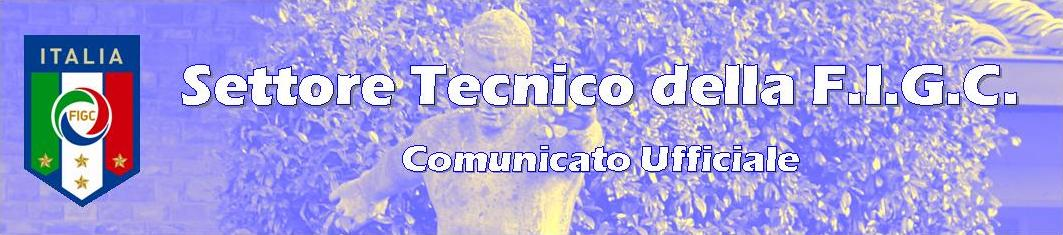 ITALIA
FIGC
Settore Tecnico della F.I.G.C.
Comunicato Ufficiale